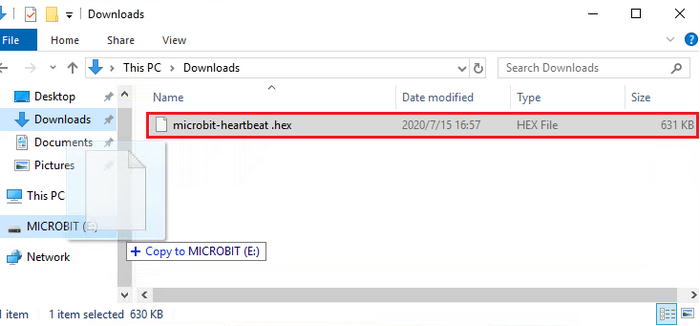 Downloads
File Home Share View
This PC > Downloads Search Downloads
Name Date modified Type Size
Desktop
Downloads
microbit-heartbeat .hex 2020/7/15 16:57 HEX File 631 KB
Documents
Pictures
This PC
MICROBIT (E:)
+ Copy to MICROBIT (E:)
Network
1 item 1 item selected 630 KB